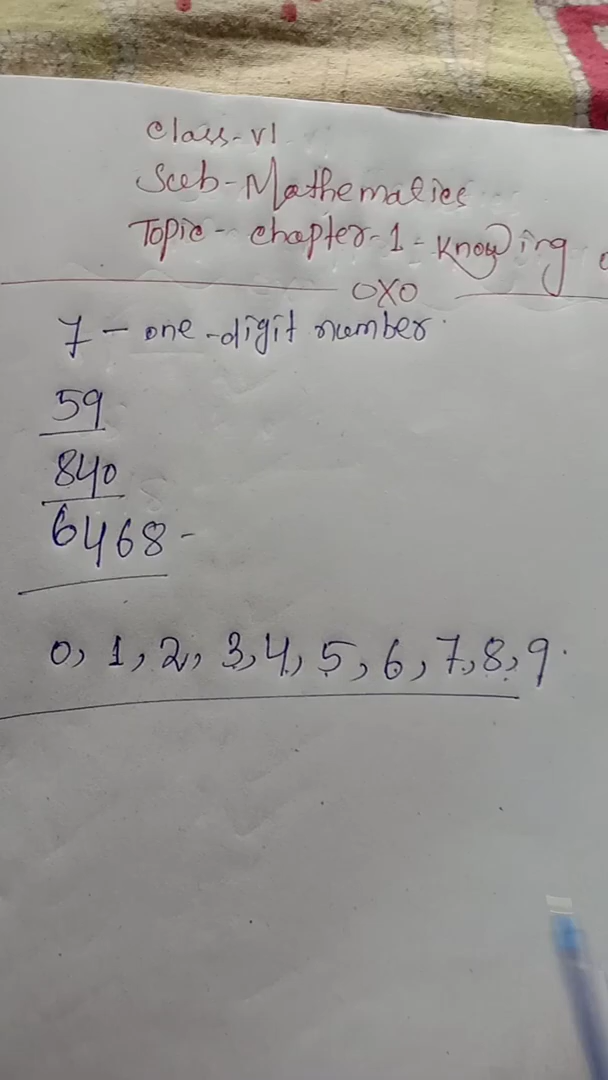 Class-VI
Sub-Mathematics
Topic- chapter-1-Knowing
OXO
7 - one-digit number.
59
840
6468-
0, 1, 2, 3, 4, 5, 6, 7, 8, 9.